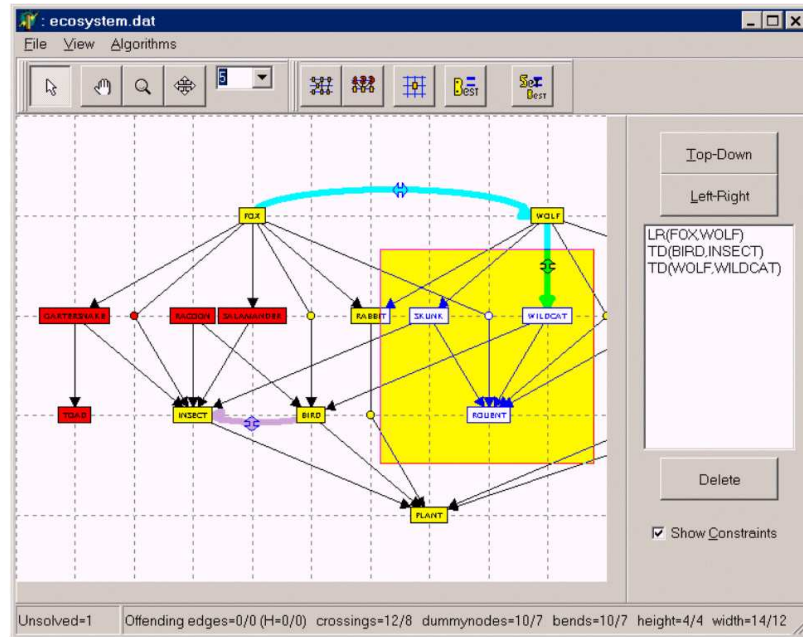 : ecosystem.dat
File View Algorithms
5
Best
Set Best
FOX
WOLF
Top-Down
Left-Right
LR(FOX,WOLF)
TD(BIRD,INSECT)
TD(WOLF,WILDCAT)
GARTERSNAKE
RACOON
SALAMANDER
RABBIT
SKUNK
WILDCAT
TOAD
INSECT
BIRD
PLANT
Delete
Show Constraints
Unsolved=1
Offending edges=0/0 (H=0/0) crossings=12/8 dummynodes=10/7 bends=10/7 height=4/4 width=14/12